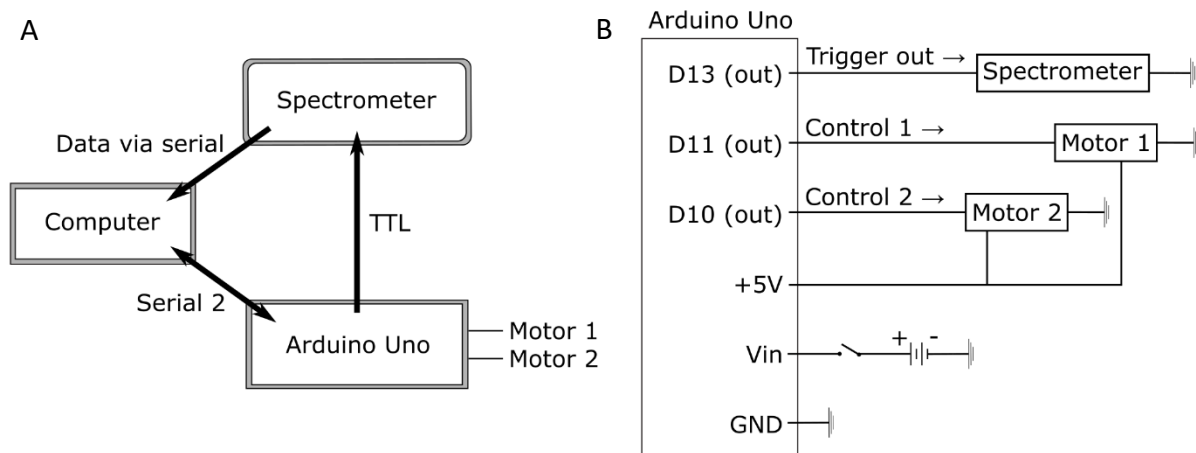 A
Spectrometer
Data via serial
Computer
TTL
Serial 2
Arduino Uno
Motor 1
Motor 2
B
Arduino Uno
D13 (out)
Trigger out →
Spectrometer
D11 (out)
Control 1 →
Motor 1
D10 (out)
Control 2 →
Motor 2
+5V
Vin
+ -
GND